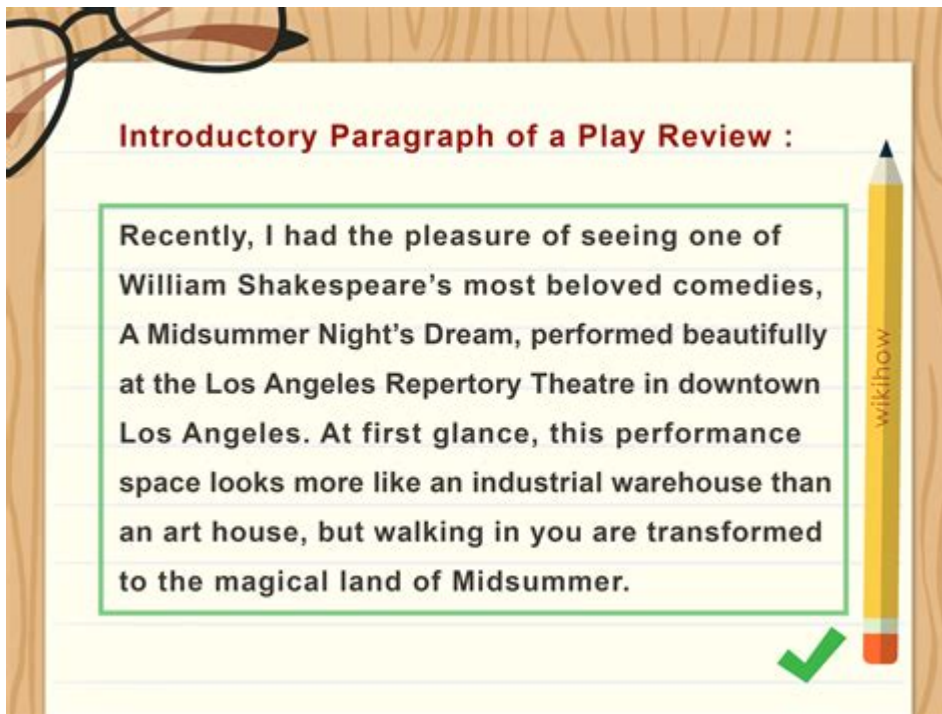 Introductory Paragraph of a Play Review :
Recently, I had the pleasure of seeing one of
William Shakespeare’s most beloved comedies,
A Midsummer Night’s Dream, performed beautifully
at the Los Angeles Repertory Theatre in downtown
Los Angeles. At first glance, this performance
space looks more like an industrial warehouse than
an art house, but walking in you are transformed
to the magical land of Midsummer.
wikihow